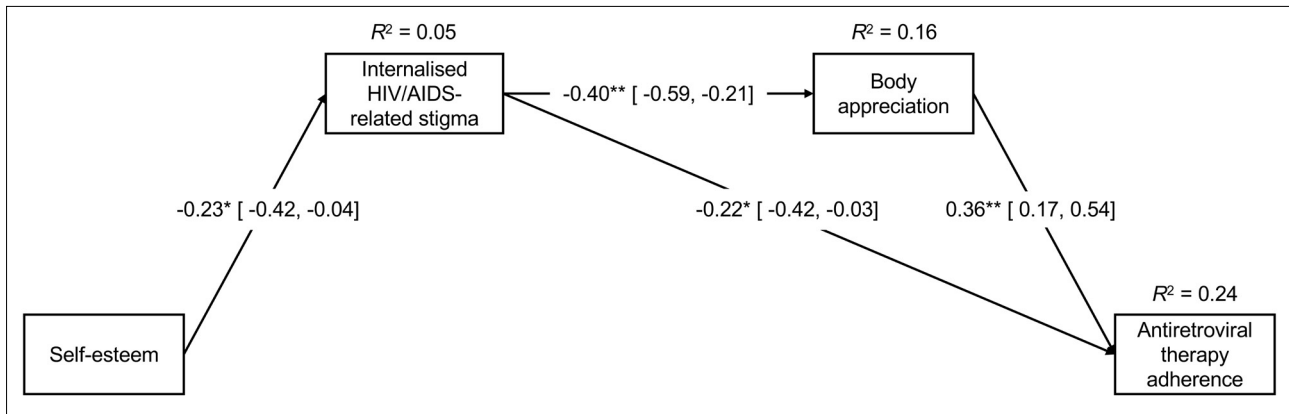 R² = 0.05
Internalised
HIV/AIDS-
related stigma
-0.40** [ -0.59, -0.21]
R² = 0.16
Body
appreciation
-0.23* [ -0.42, -0.04]
-0.22* [ -0.42, -0.03]
0.36** [ 0.17, 0.54]
Self-esteem
R² = 0.24
Antiretroviral
therapy
adherence